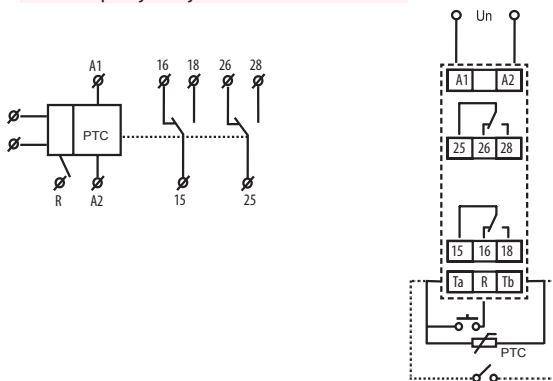 Un
A1 16 18 26 28
PTC
R A2 15 25
A1 A2
25 26 28
15 16 18
Ta R Tb
PTC